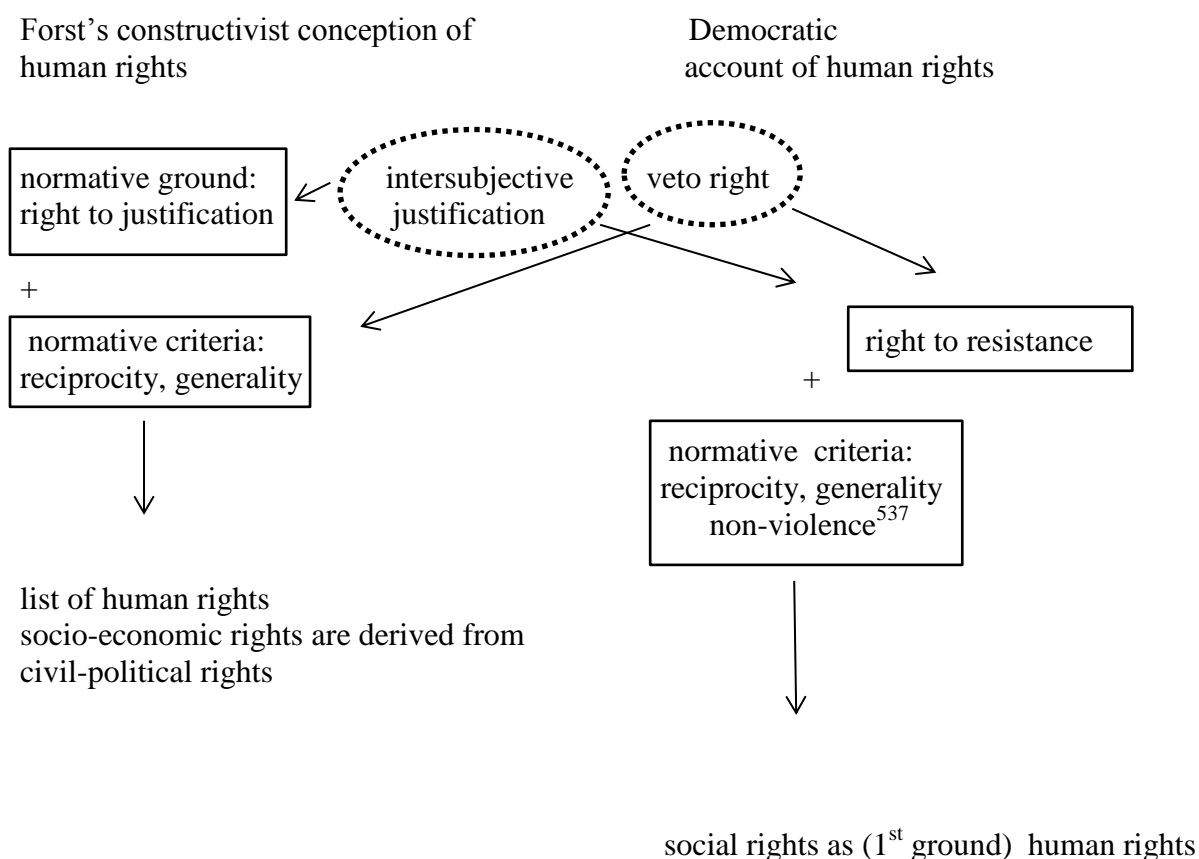 Forst's constructivist conception of
human rights
Democratic
account of human rights
normative ground:
right to justification
intersubjective
justification
veto right
+
normative criteria:
reciprocity, generality
right to resistance
+
normative criteria:
reciprocity, generality
non-violence537
list of human rights
socio-economic rights are derived from
civil-political rights
social rights as (1st ground) human rights